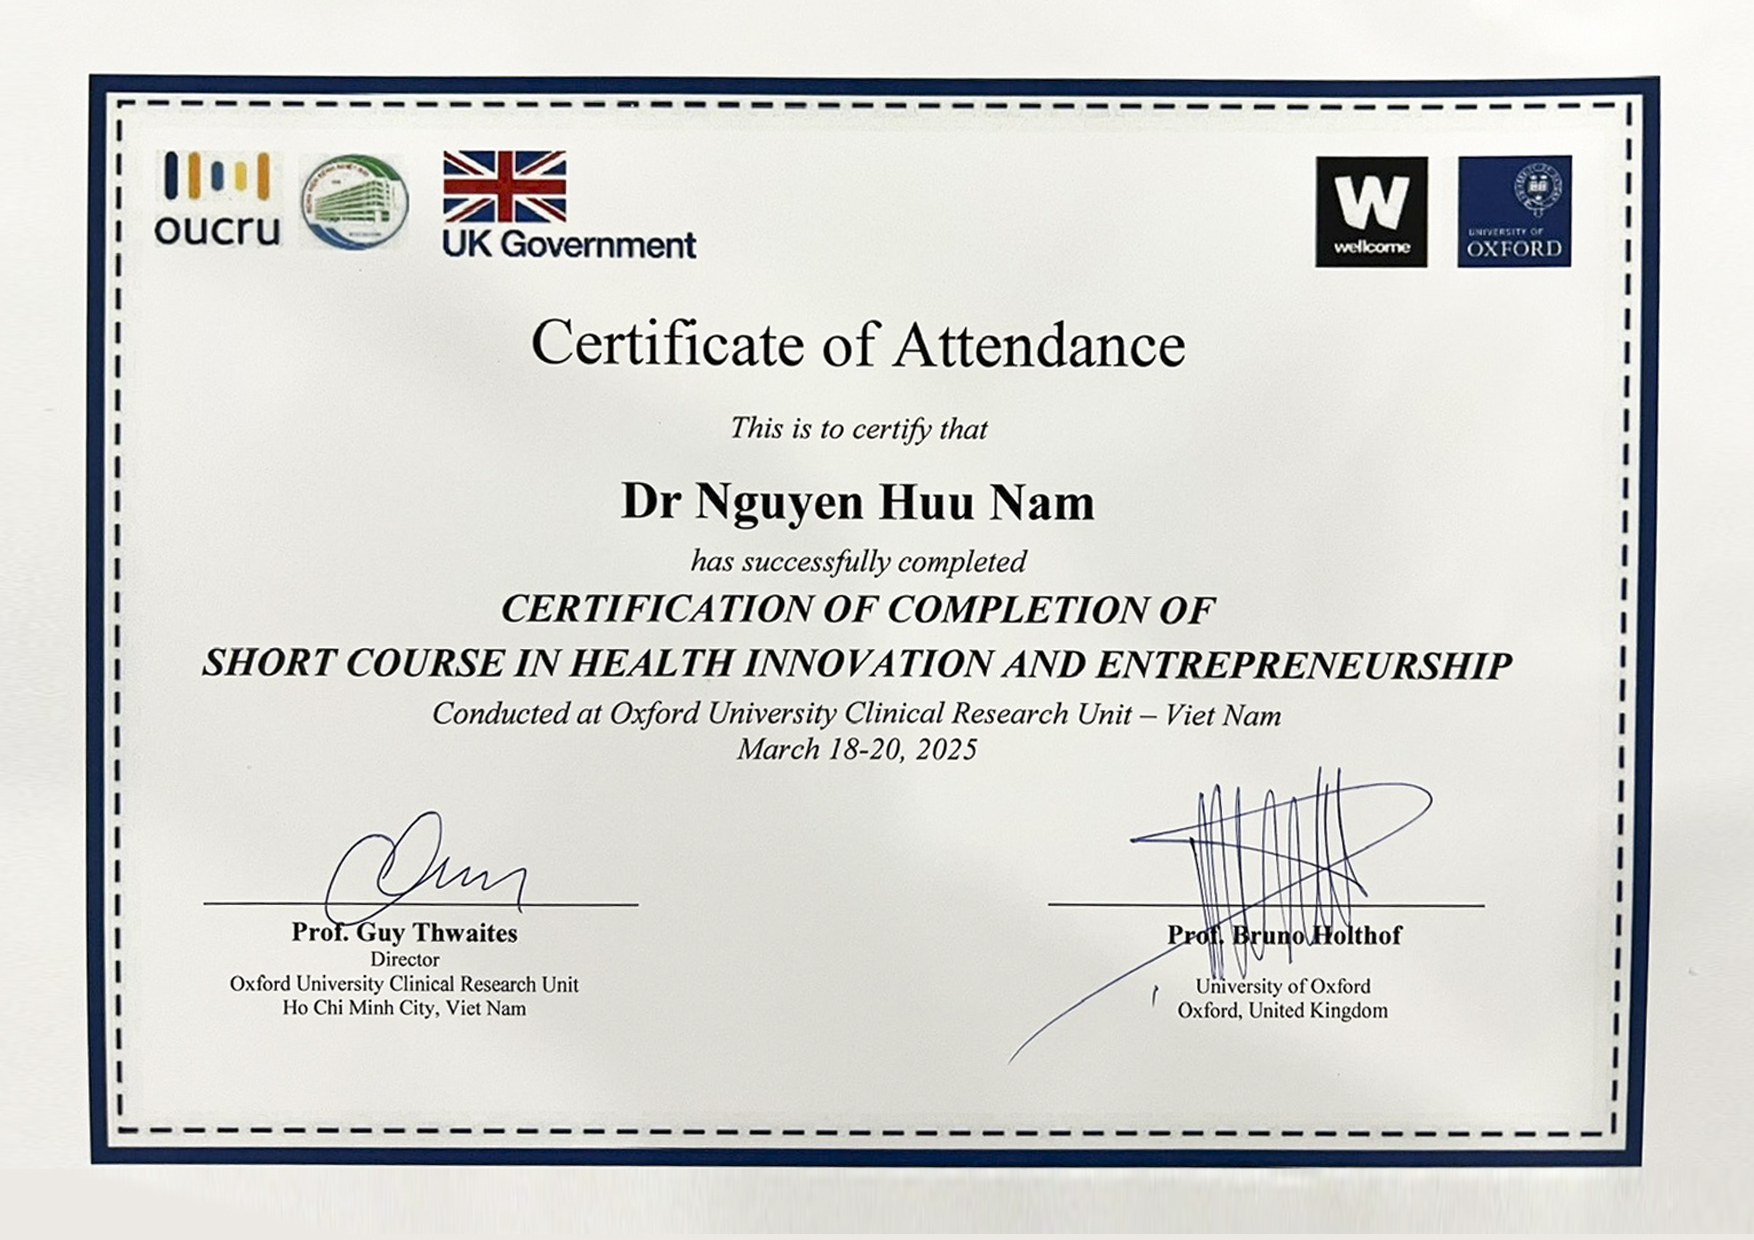 oucru
UK Government
W
wellcome
UNIVERSITY OF
OXFORD
Certificate of Attendance
This is to certify that
Dr Nguyen Huu Nam
has successfully completed
CERTIFICATION OF COMPLETION OF
SHORT COURSE IN HEALTH INNOVATION AND ENTREPRENEURSHIP
Conducted at Oxford University Clinical Research Unit – Viet Nam
March 18-20, 2025
Prof. Guy Thwaites
Director
Oxford University Clinical Research Unit
Ho Chi Minh City, Viet Nam
Prof. Bruno Holthof
University of Oxford
Oxford, United Kingdom